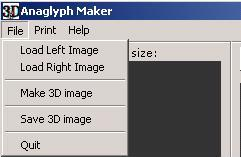 3D Anaglyph Maker
File Print Help
Load Left Image
size:
Load Right Image
Make 3D image
Save 3D image
Quit